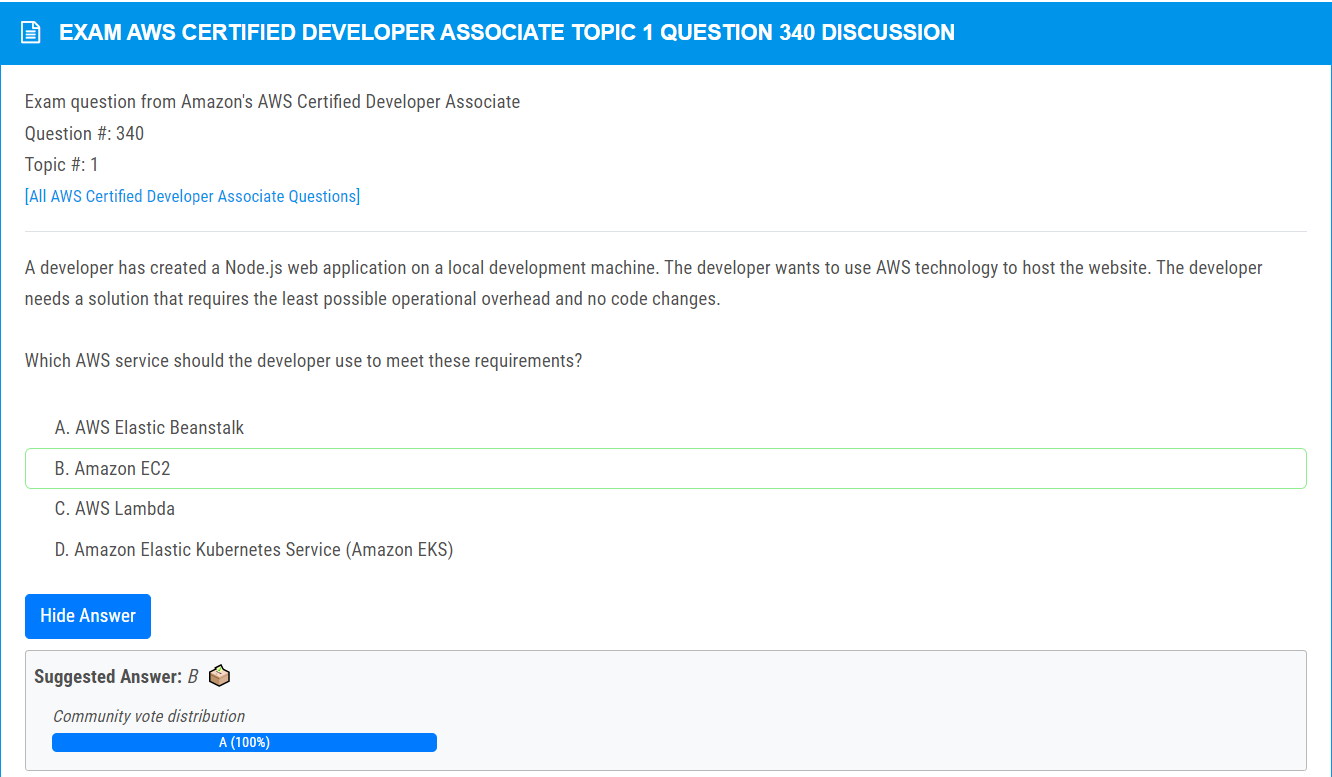 EXAM AWS CERTIFIED DEVELOPER ASSOCIATE TOPIC 1 QUESTION 340 DISCUSSION
Exam question from Amazon's AWS Certified Developer Associate
Question #: 340
Topic #: 1
[All AWS Certified Developer Associate Questions]
A developer has created a Node.js web application on a local development machine. The developer wants to use AWS technology to host the website. The developer
needs a solution that requires the least possible operational overhead and no code changes.
Which AWS service should the developer use to meet these requirements?
A. AWS Elastic Beanstalk
B. Amazon EC2
C. AWS Lambda
D. Amazon Elastic Kubernetes Service (Amazon EKS)
Hide Answer
Suggested Answer: B
Community vote distribution
A (100%)